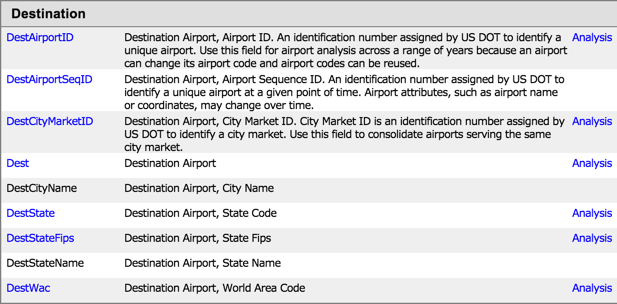 Destination
DestAirportID Destination Airport, Airport ID. An identification number assigned by US DOT to identify a Analysis
unique airport. Use this field for airport analysis across a range of years because an airport
can change its airport code and airport codes can be reused.
DestAirportSeqID Destination Airport, Airport Sequence ID. An identification number assigned by US DOT to
identify a unique airport at a given point of time. Airport attributes, such as airport name
or coordinates, may change over time.
DestCityMarketID Destination Airport, City Market ID. City Market ID is an identification number assigned by Analysis
US DOT to identify a city market. Use this field to consolidate airports serving the same
city market.
Dest Destination Airport Analysis
DestCityName Destination Airport, City Name
DestState Destination Airport, State Code Analysis
DestStateFips Destination Airport, State Fips Analysis
DestStateName Destination Airport, State Name
DestWac Destination Airport, World Area Code Analysis